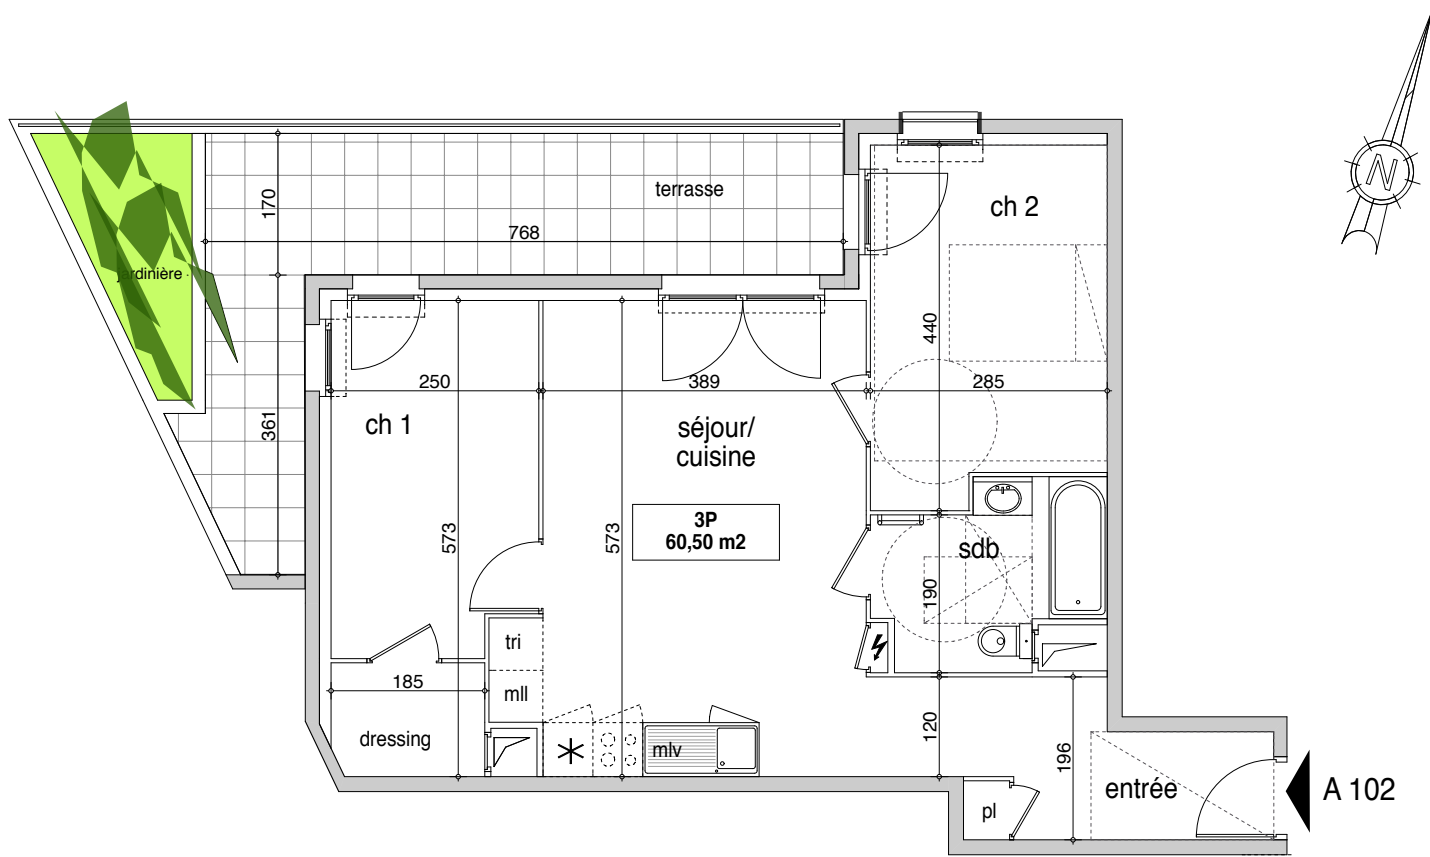 N
170
terrasse
768
ch 2
jardinière
440
250
389
285
361
ch 1
séjour/
cuisine
573
573
3P
60,50 m2
sdb
190
tri
mll
185
dressing
mlv
120
196
pl
entrée
A 102